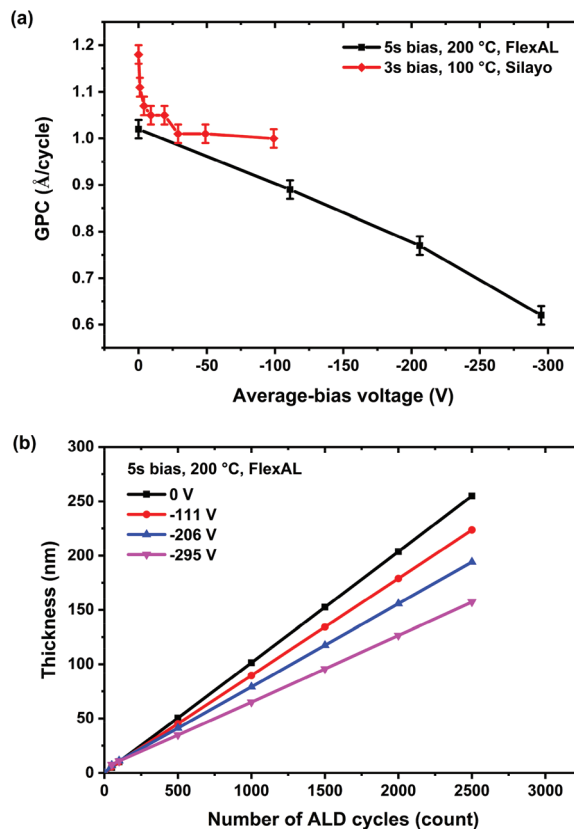 (a)
5s bias, 200 °C, FlexAL
3s bias, 100 °C, Silayo
GPC (Å/cycle)
1.2
1.1
1.0
0.9
0.8
0.7
0.6
0 -50 -100 -150 -200 -250 -300
Average-bias voltage (V)
(b)
5s bias, 200 °C, FlexAL
0 V
-111 V
-206 V
-295 V
Thickness (nm)
300
250
200
150
100
50
0
0 500 1000 1500 2000 2500 3000
Number of ALD cycles (count)